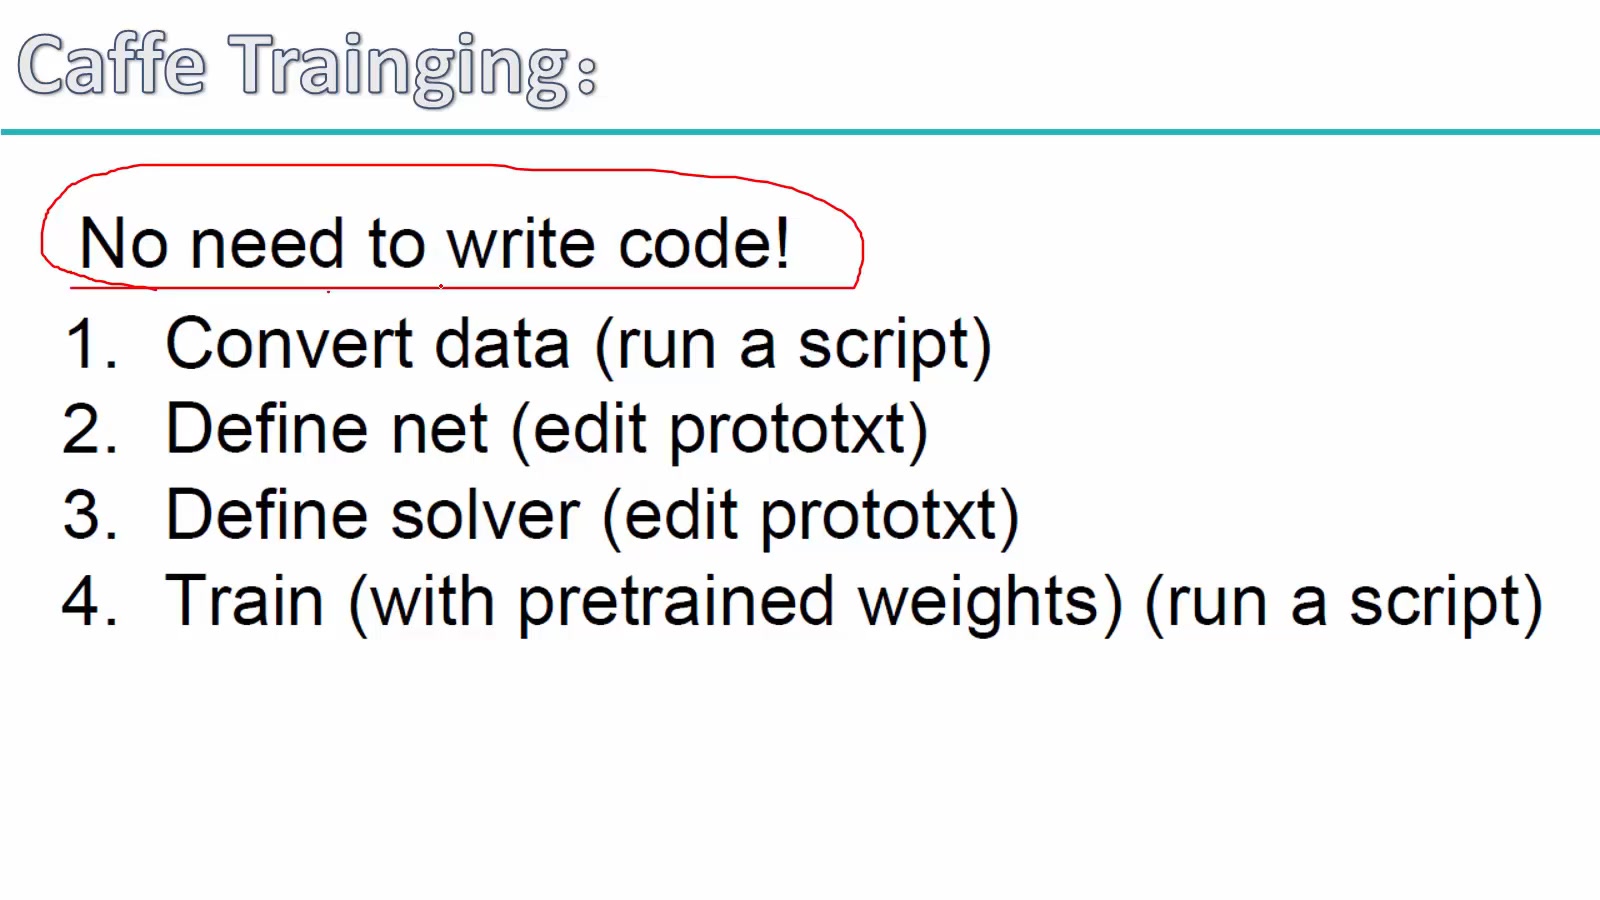 Caffe Trainging:
No need to write code!
1. Convert data (run a script)
2. Define net (edit prototxt)
3. Define solver (edit prototxt)
4. Train (with pretrained weights) (run a script)